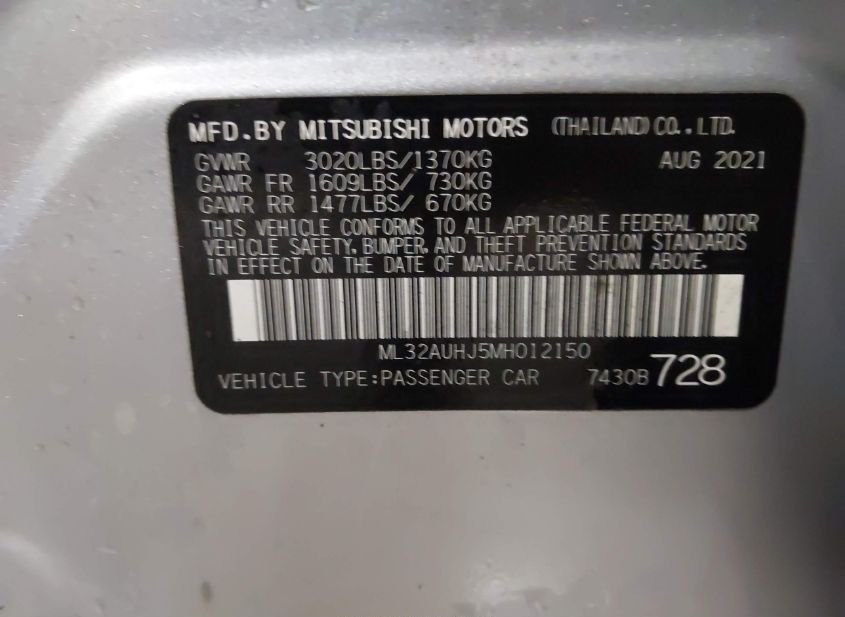 MFD.BY MITSUBISHI MOTORS (THAILAND)CO.,LTD.
GVWR 3020LBS/1370KG AUG 2021
GAWR FR 1609LBS/ 730KG
GAWR RR 1477LBS/ 670KG
THIS VEHICLE CONFORMS TO ALL APPLICABLE FEDERAL MOTOR
VEHICLE SAFETY, BUMPER, AND THEFT PREVENTION STANDARDS
IN EFFECT ON THE DATE OF MANUFACTURE SHOWN ABOVE.
ML32AUHJ5MH012150
VEHICLE TYPE:PASSENGER CAR 7430B728